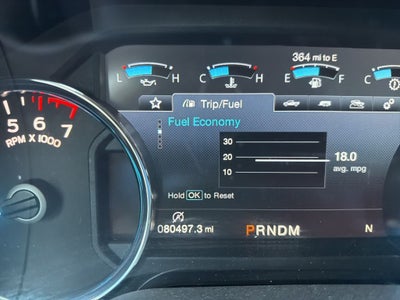 364 mi to E
L H C H E F C
Trip/Fuel
Fuel Economy
30
20
10
18.0
avg. mpg
Hold OK to Reset
080497.3 mi
PRNDM
N
5 6 7
RPM X 1000